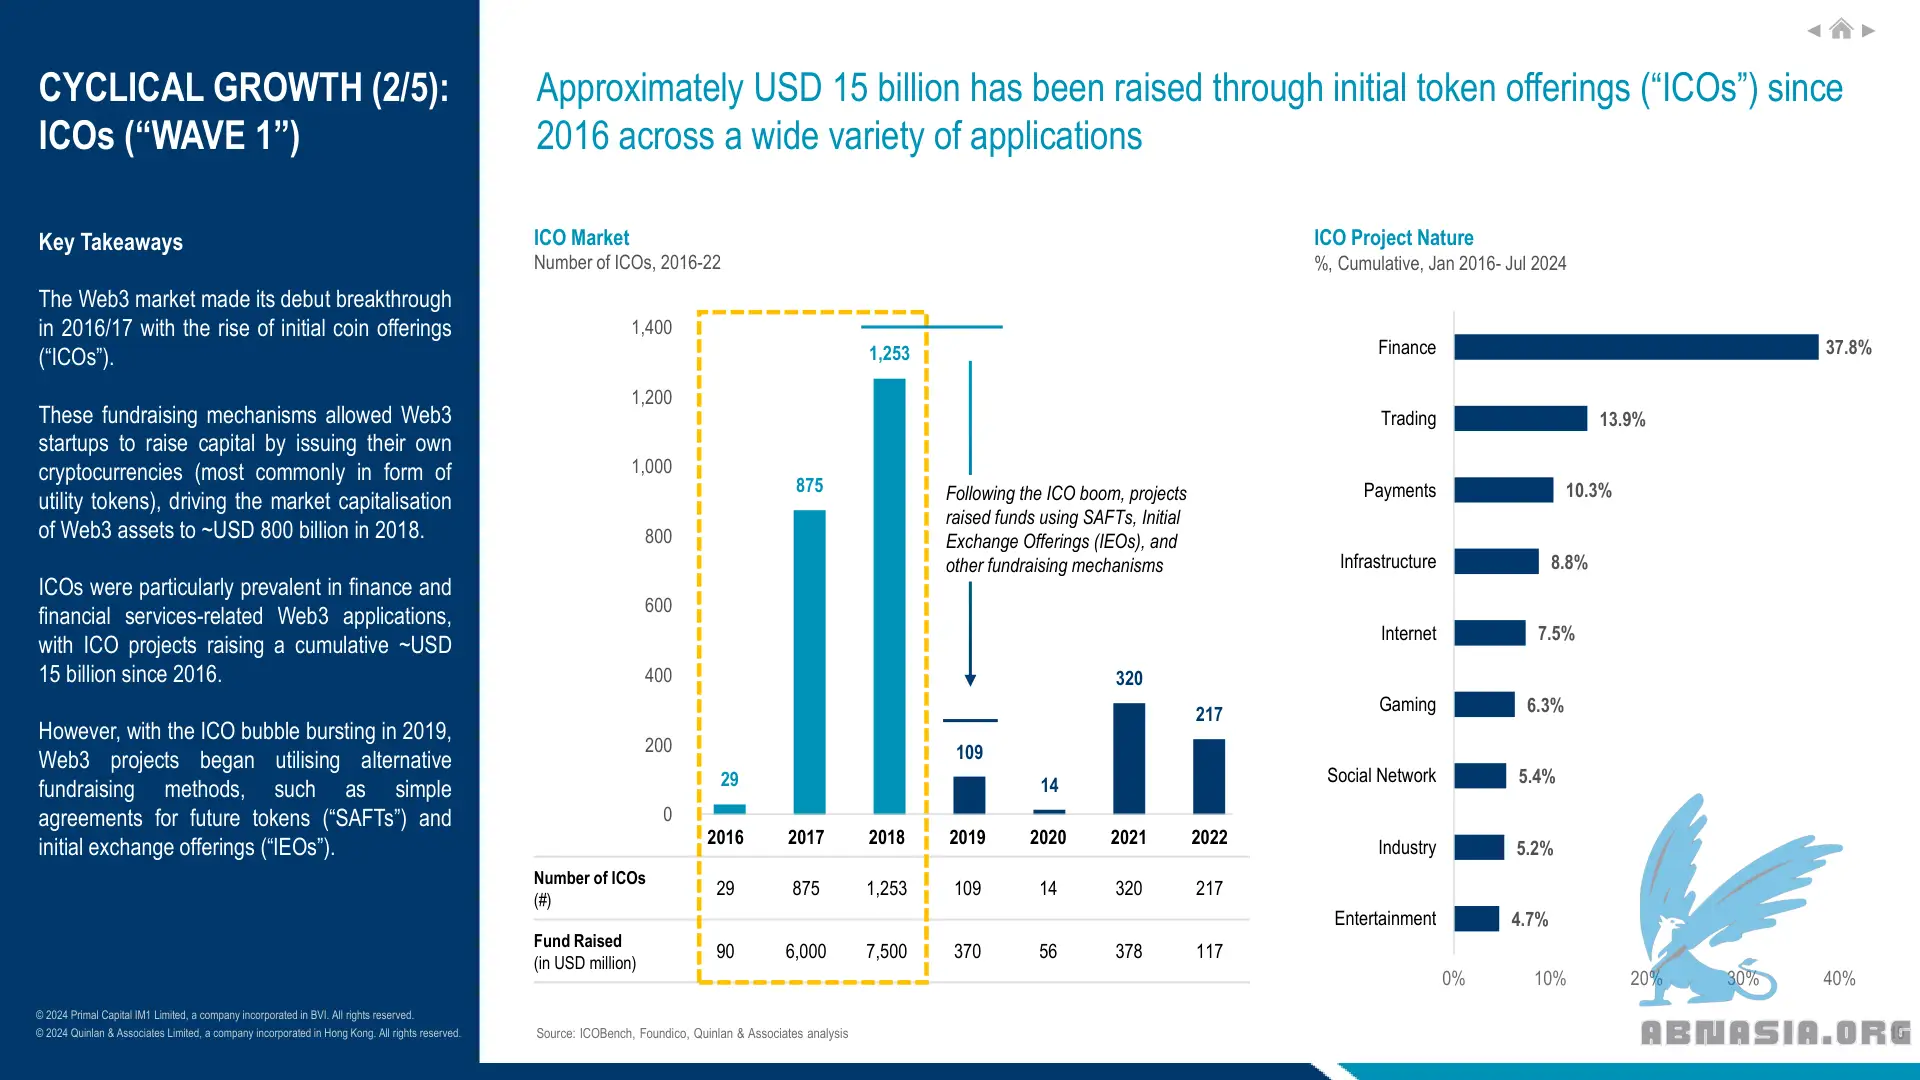 CYCLICAL GROWTH (2/5):
ICOs (“WAVE 1”)
Key Takeaways
The Web3 market made its debut breakthrough
in 2016/17 with the rise of initial coin offerings
(“ICOs”).
These fundraising mechanisms allowed Web3
startups to raise capital by issuing their own
cryptocurrencies (most commonly in form of
utility tokens), driving the market capitalisation
of Web3 assets to ~USD 800 billion in 2018.
ICOs were particularly prevalent in finance and
financial services-related Web3 applications,
with ICO projects raising a cumulative ~USD
15 billion since 2016.
However, with the ICO bubble bursting in 2019,
Web3 projects began utilising alternative
fundraising methods, such as simple
agreements for future tokens (“SAFTs”) and
initial exchange offerings (“IEOs”).
© 2024 Primal Capital IM1 Limited, a company incorporated in BVI. All rights reserved.
© 2024 Quinlan & Associates Limited, a company incorporated in Hong Kong. All rights reserved.
Approximately USD 15 billion has been raised through initial token offerings (“ICOs”) since
2016 across a wide variety of applications
ICO Market
Number of ICOs, 2016-22
1,400
1,200
1,000
800
600
400
200
0
29
875
1,253
109
14
320
217
Following the ICO boom, projects
raised funds using SAFTs, Initial
Exchange Offerings (IEOs), and
other fundraising mechanisms
2016 2017 2018 2019 2020 2021 2022
Number of ICOs
(#)
29 875 1,253 109 14 320 217
Fund Raised
(in USD million)
90 6,000 7,500 370 56 378 117
Source: ICOBench, Foundico, Quinlan & Associates analysis
ICO Project Nature
%, Cumulative, Jan 2016- Jul 2024
Finance 37.8%
Trading 13.9%
Payments 10.3%
Infrastructure 8.8%
Internet 7.5%
Gaming 6.3%
Social Network 5.4%
Industry 5.2%
Entertainment 4.7%
0% 10% 20% 30% 40%
ABNASIA.ORG